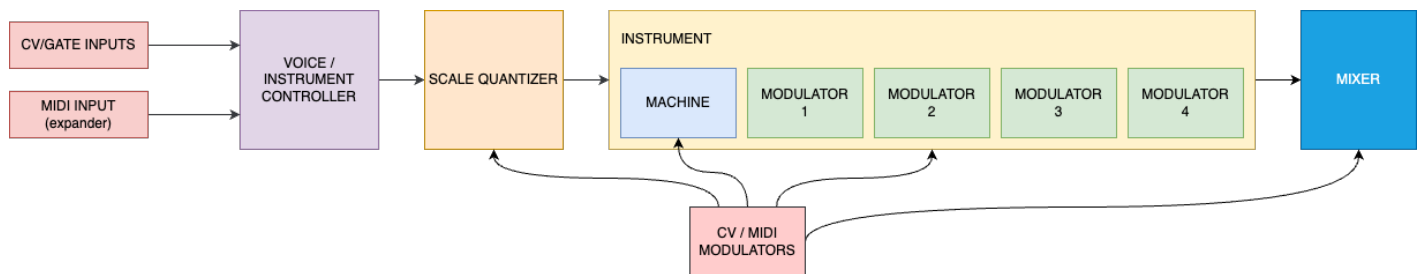 CV/GATE INPUTS
MIDI INPUT
(expander)
VOICE /
INSTRUMENT
CONTROLLER
SCALE QUANTIZER
INSTRUMENT
MACHINE
MODULATOR
1
MODULATOR
2
MODULATOR
3
MODULATOR
4
MIXER
CV / MIDI
MODULATORS